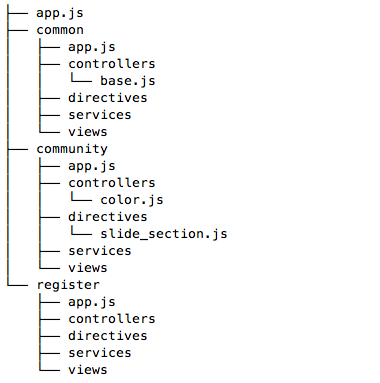 ├── app.js
├── common
│   ├── app.js
│   ├── controllers
│   │   └── base.js
│   ├── directives
│   ├── services
│   └── views
├── community
│   ├── app.js
│   ├── controllers
│   │   └── color.js
│   ├── directives
│   │   └── slide_section.js
│   ├── services
│   └── views
└── register
    ├── app.js
    ├── controllers
    ├── directives
    ├── services
    └── views